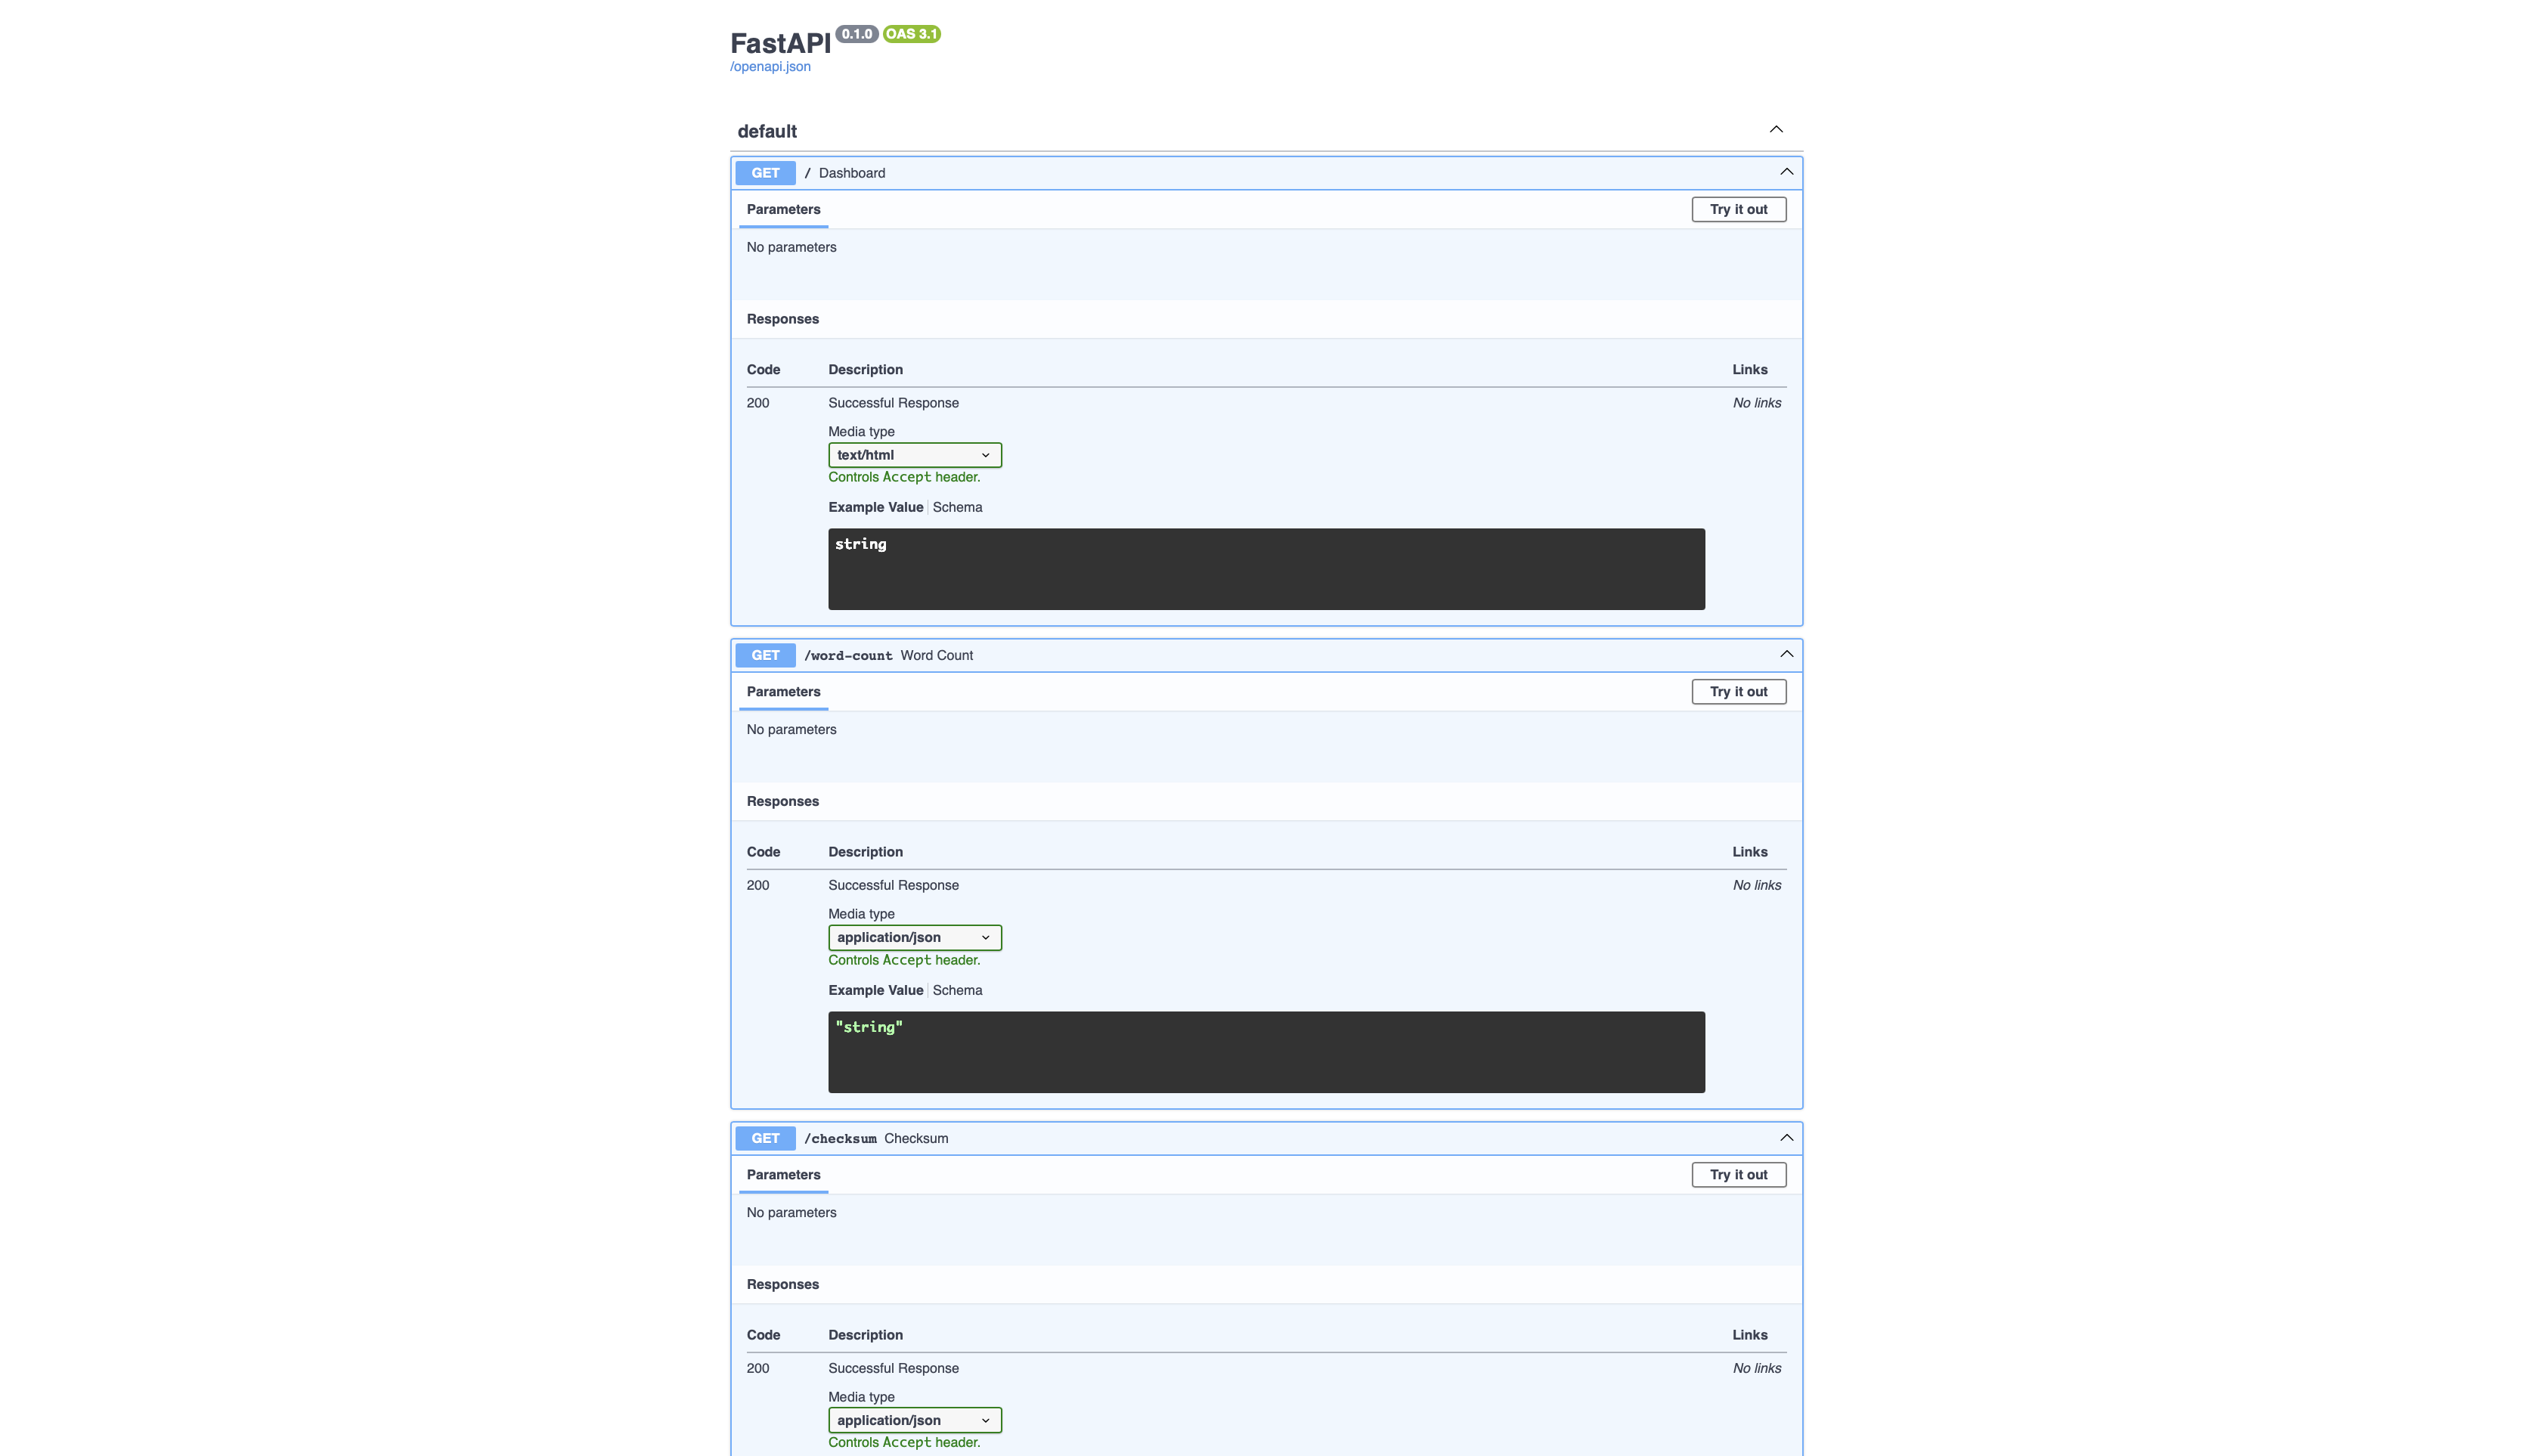 FastAPI 0.1.0 OAS 3.1
/openapi.json
default
GET / Dashboard
Parameters Try it out
No parameters
Responses
Code Description Links
200 Successful Response No links
Media type
text/html
Controls Accept header.
Example Value Schema
string
GET /word-count Word Count
Parameters Try it out
No parameters
Responses
Code Description Links
200 Successful Response No links
Media type
application/json
Controls Accept header.
Example Value Schema
"string"
GET /checksum Checksum
Parameters Try it out
No parameters
Responses
Code Description Links
200 Successful Response No links
Media type
application/json
Controls Accept header.